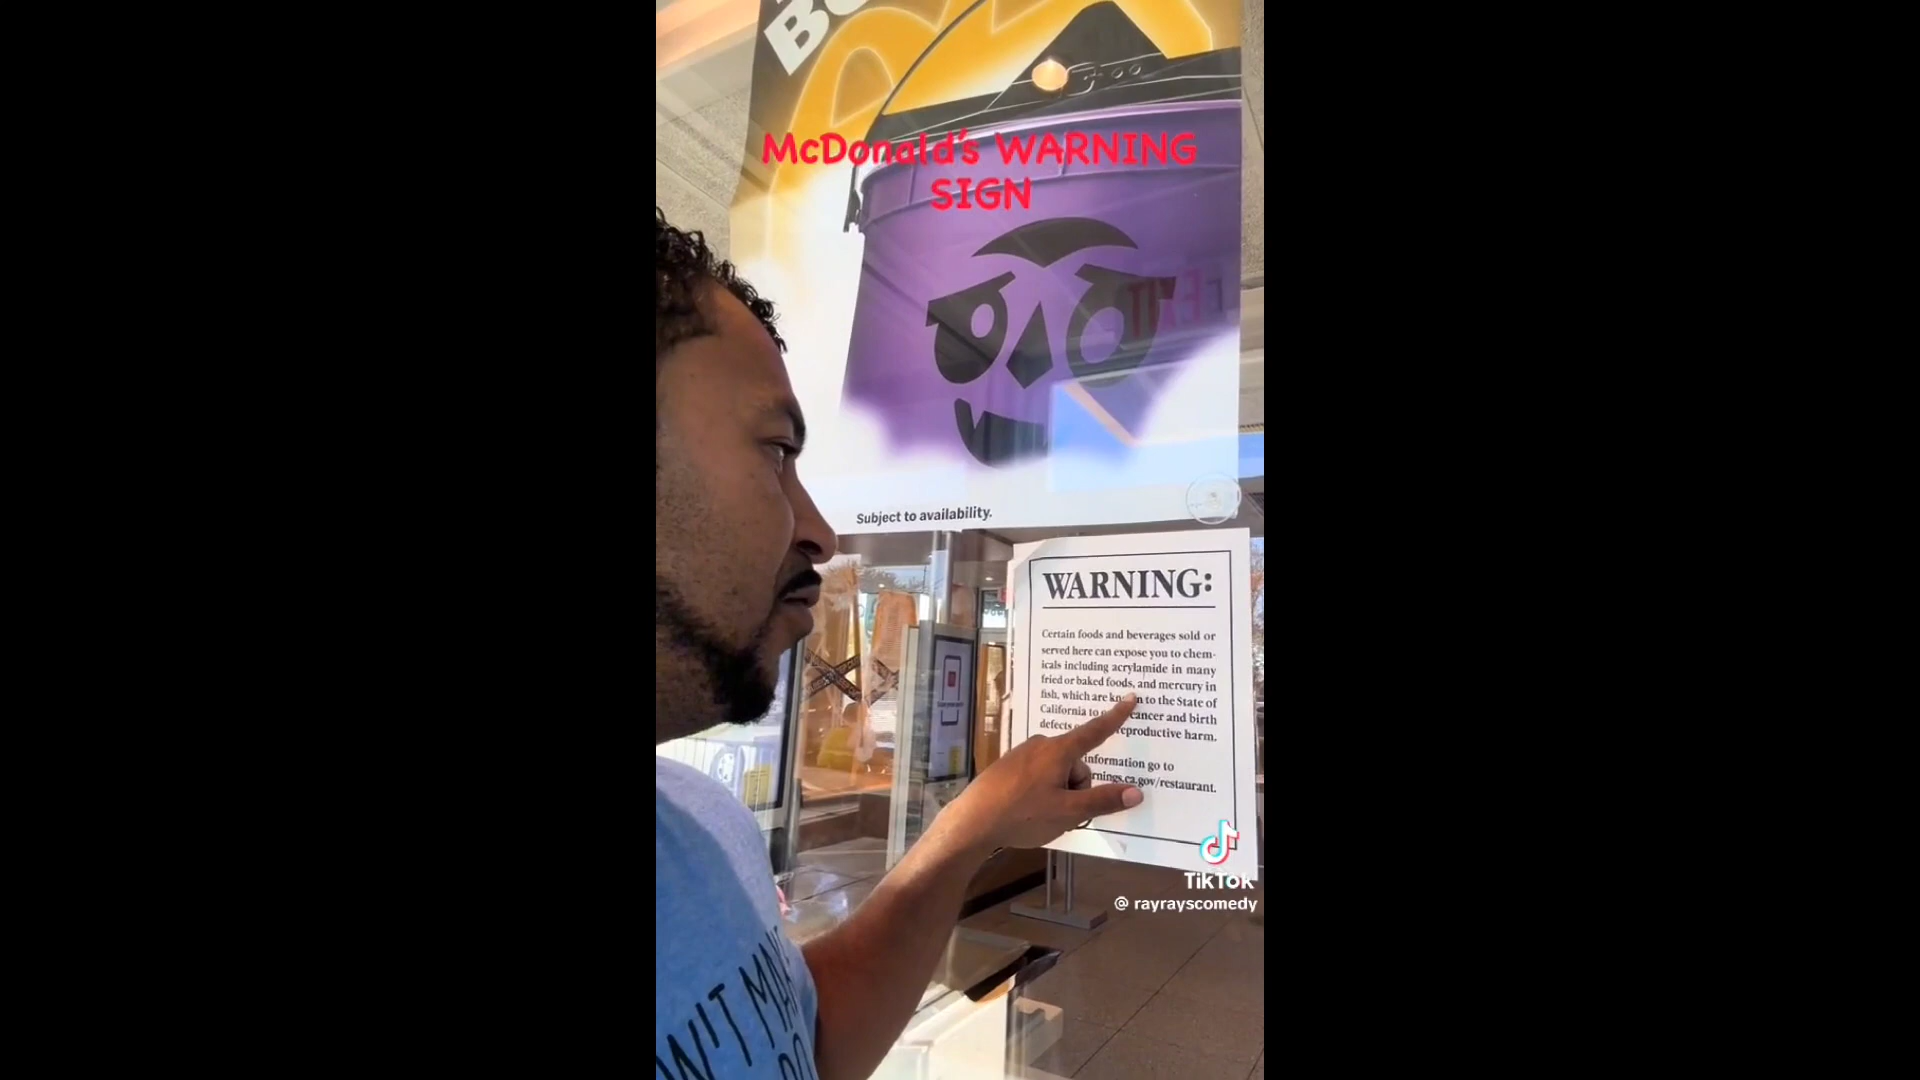 McDonald's WARNING
SIGN
EXIT
Subject to availability.
WARNING:
Certain foods and beverages sold or
served here can expose you to chem-
icals including acrylamide in many
fried or baked foods, and mercury in
fish, which are to the State of
California to cancer and birth
defects reproductive harm.
information go to
.ca.gov/restaurant.
TikTok
@ rayrayscomedy